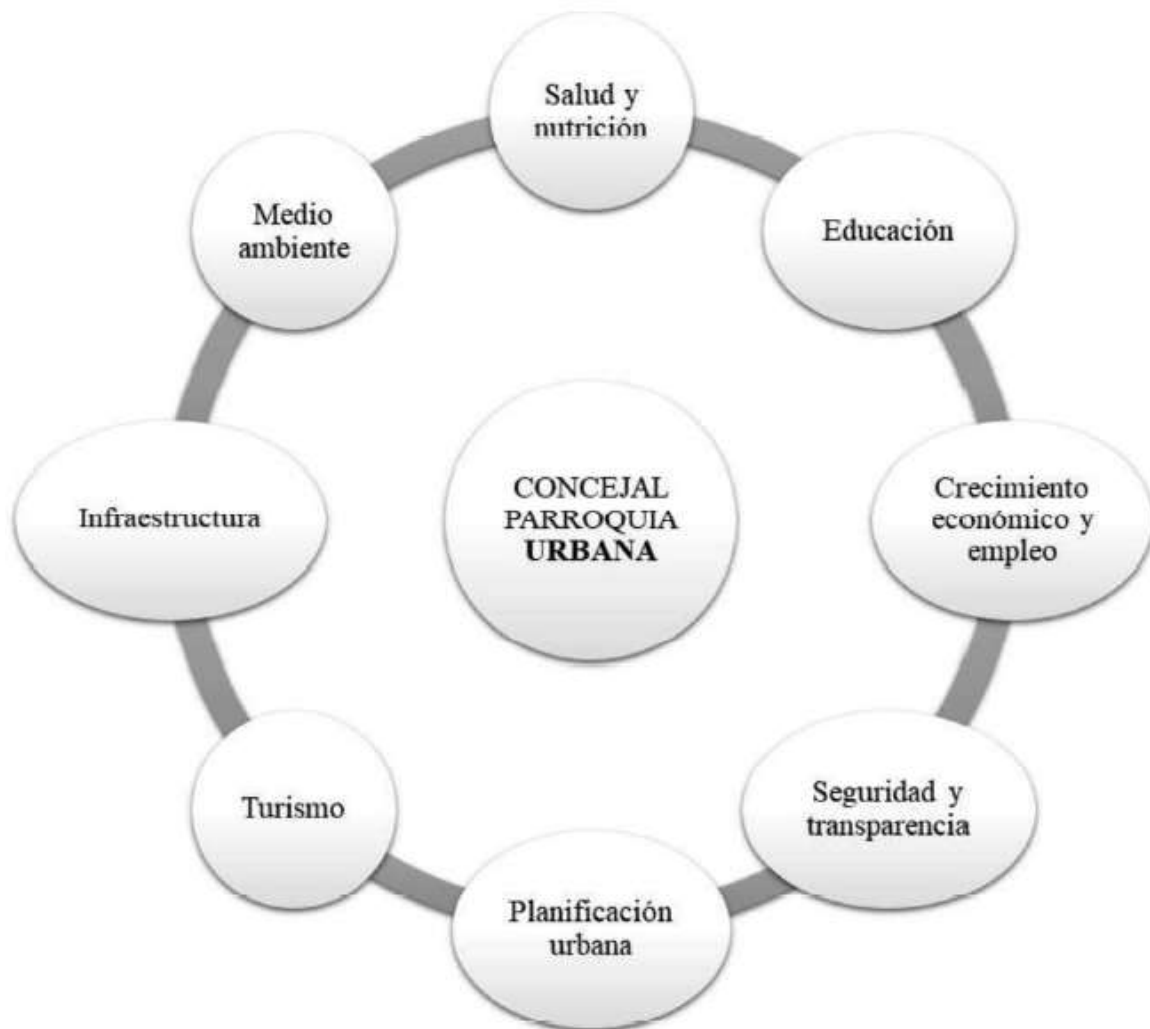 Salud y
nutrición
Educación
Crecimiento
económico y
empleo
Seguridad y
transparencia
Planificación
urbana
Turismo
Infraestructura
Medio
ambiente
CONCEJAL
PARROQUIA
URBANA